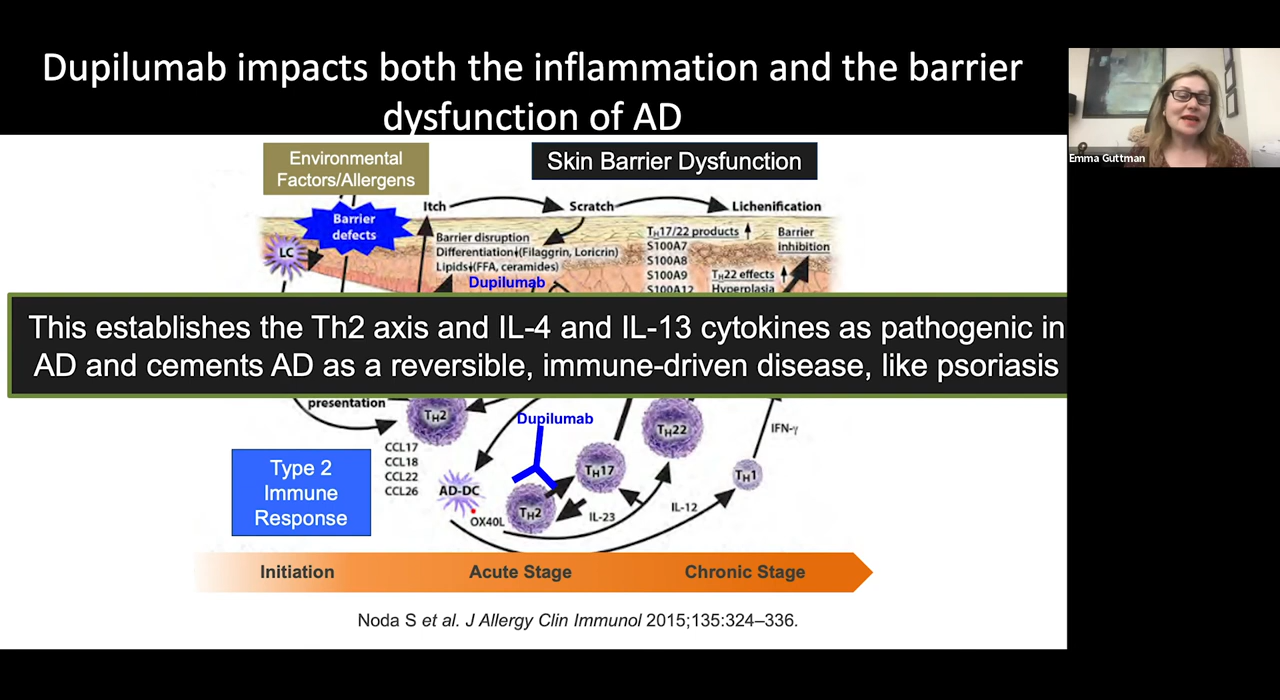 Dupilumab impacts both the inflammation and the barrier
dysfunction of AD
Emma Guttman
Environmental
Factors/Allergens
Skin Barrier Dysfunction
Itch
Scratch
Lichenification
Barrier
defects
LC
Barrier disruption
Differentiation↓(Filaggrin, Loricrin)
Lipids↓(FFA, ceramides)
Dupilumab
TH17/22 products ↑
S100A7
S100A8
S100A9
S100A12
Barrier
inhibition
TH22 effects ↑
Hyperplasia
This establishes the Th2 axis and IL-4 and IL-13 cytokines as pathogenic in
AD and cements AD as a reversible, immune-driven disease, like psoriasis
presentation
TH2
CCL17
CCL18
CCL22
CCL26
Dupilumab
TH22
IFN-γ
TH17
TH1
AD-DC
OX40L
TH2
IL-23
IL-12
Type 2
Immune
Response
Initiation
Acute Stage
Chronic Stage
Noda S et al. J Allergy Clin Immunol 2015;135:324–336.